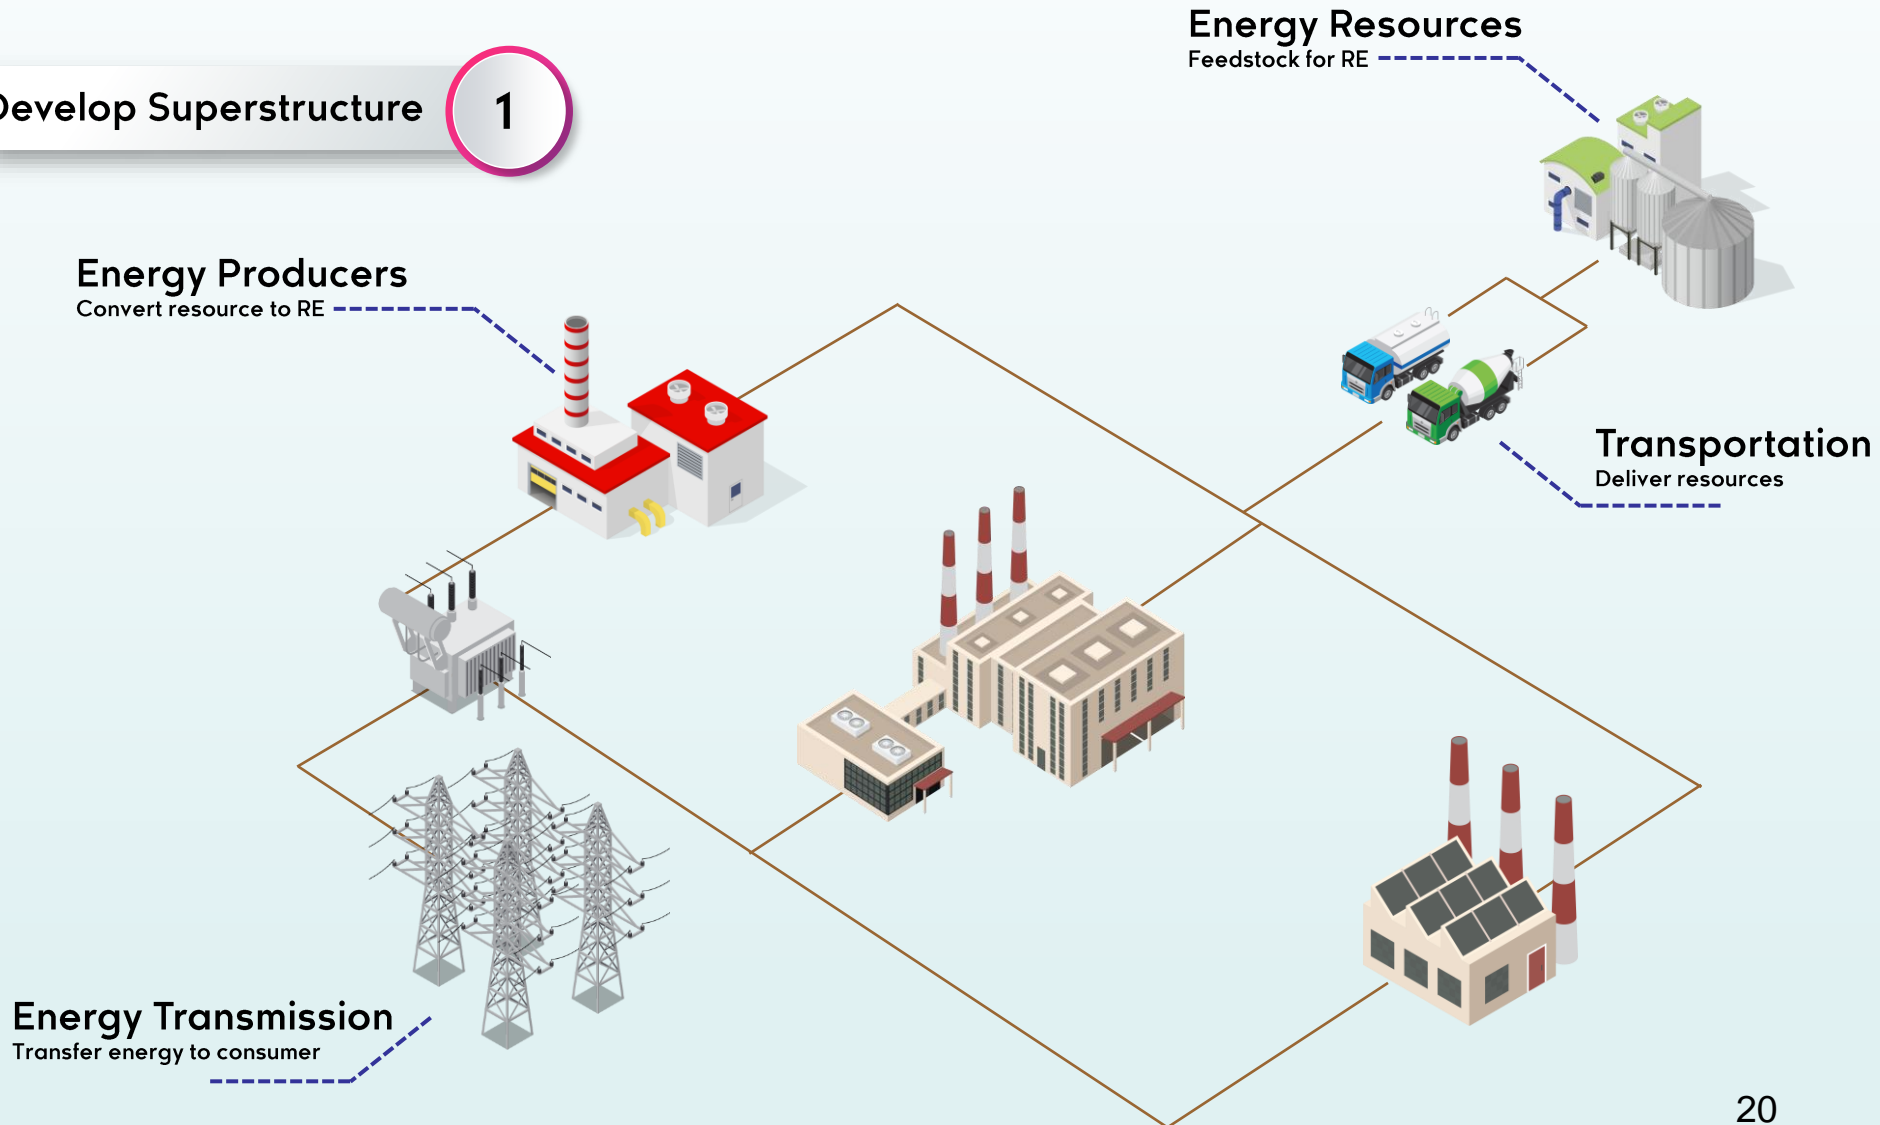 Develop Superstructure 1
Energy Resources
Feedstock for RE
Energy Producers
Convert resource to RE
Transportation
Deliver resources
Energy Transmission
Transfer energy to consumer
20